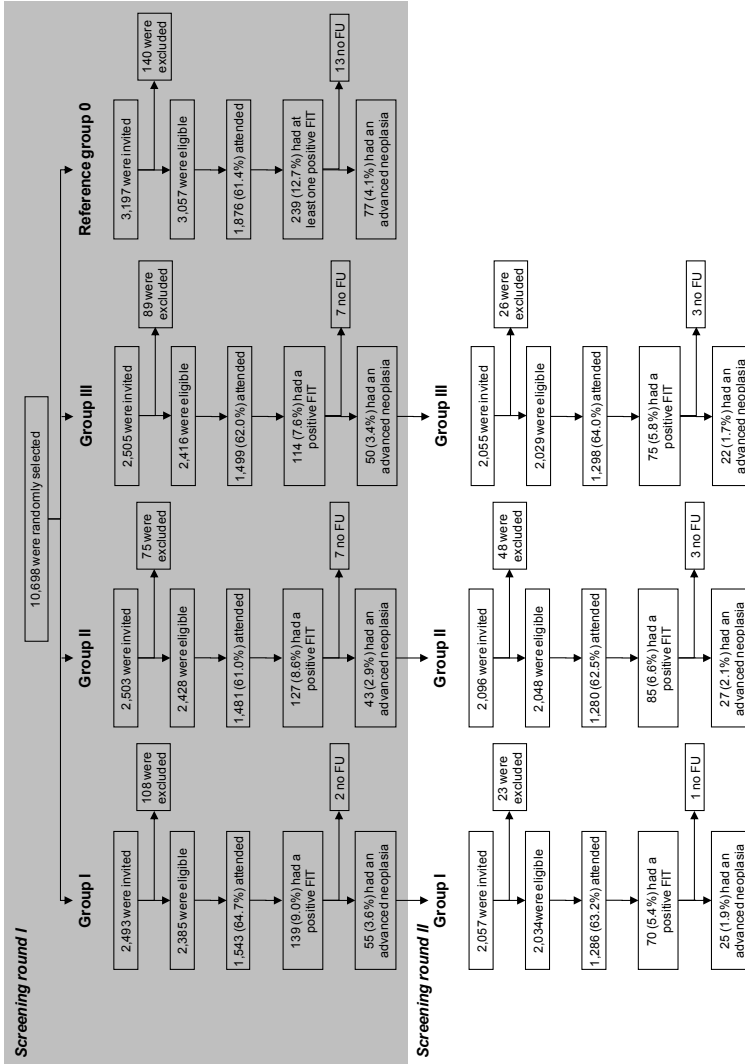 Screening round I
10,698 were randomly selected
Group I
2,493 were invited
108 were
excluded
2,385 were eligible
1,543 (64.7%) attended
139 (9.0%) had a
positive FIT
2 no FU
55 (3.6%) had an
advanced neoplasia
Group II
2,503 were invited
75 were
excluded
2,428 were eligible
1,481 (61.0%) attended
127 (8.6%) had a
positive FIT
7 no FU
43 (2.9%) had an
advanced neoplasia
Group III
2,505 were invited
89 were
excluded
2,416 were eligible
1,499 (62.0%) attended
114 (7.6%) had a
positive FIT
7 no FU
50 (3.4%) had an
advanced neoplasia
Reference group 0
3,197 were invited
140 were
excluded
3,057 were eligible
1,876 (61.4%) attended
239 (12.7%) had at
least one positive FIT
13 no FU
77 (4.1%) had an
advanced neoplasia
Screening round II
Group I
2,057 were invited
23 were
excluded
2,034 were eligible
1,286 (63.2%) attended
70 (5.4%) had a
positive FIT
1 no FU
25 (1.9%) had an
advanced neoplasia
Group II
2,096 were invited
48 were
excluded
2,048 were eligible
1,280 (62.5%) attended
85 (6.6%) had a
positive FIT
3 no FU
27 (2.1%) had an
advanced neoplasia
Group III
2,055 were invited
26 were
excluded
2,029 were eligible
1,298 (64.0%) attended
75 (5.8%) had a
positive FIT
3 no FU
22 (1.7%) had an
advanced neoplasia